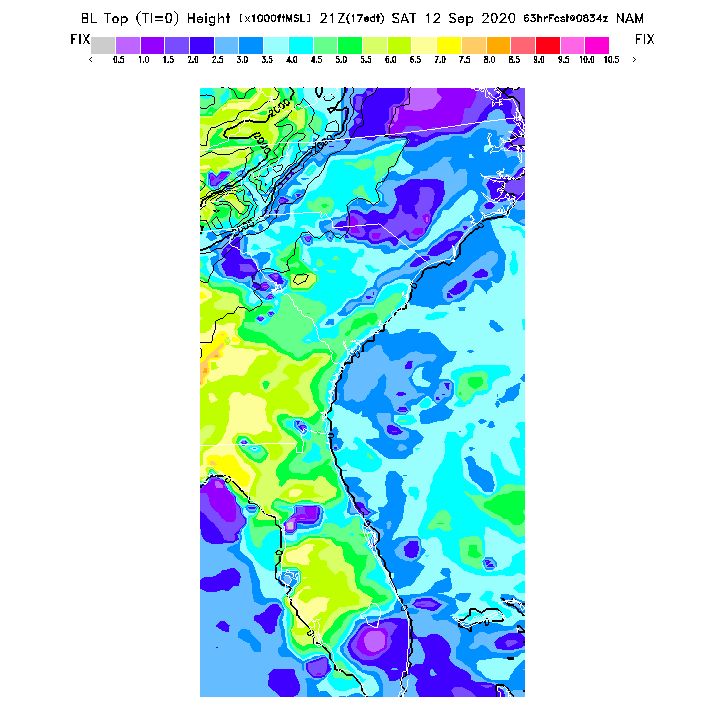 BL Top (TI=0) Height [x1000ftMSL] 21Z(17edt) SAT 12 Sep 2020 63hrFcst@0834z NAM
FIX FIX
< 0.5 1.0 1.5 2.0 2.5 3.0 3.5 4.0 4.5 5.0 5.5 6.0 6.5 7.0 7.5 8.0 8.5 9.0 9.5 10.0 10.5 >
2000
2000